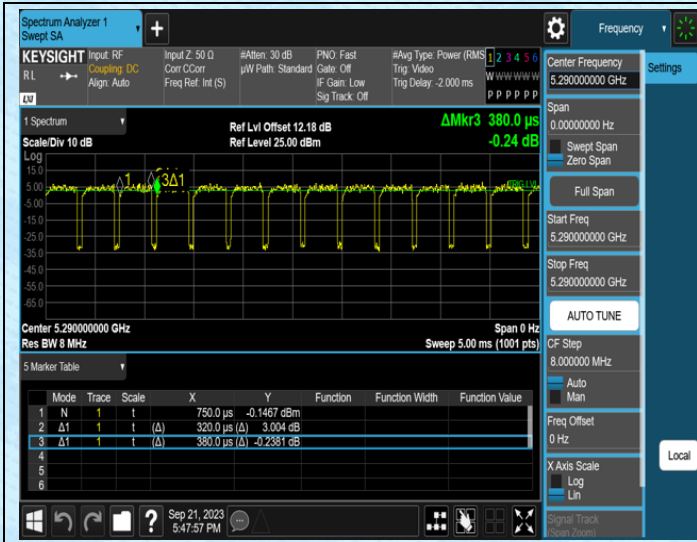 Spectrum Analyzer 1
Swept SA
Frequency
KEYSIGHT Input: RF Input Z: 50 Ω #Atten: 30 dB PNO: Fast #Avg Type: Power (RMS 1 2 3 4 5 6
RL Coupling: DC Corr CCorr µW Path: Standard Gate: Off Trig: Video W W W W W W
Align: Auto Freq Ref: Int (S) IF Gain: Low Trig Delay: -2.000 ms
Sig Track: Off P P P P P P
LXI
1 Spectrum
Ref Lvl Offset 12.18 dB
ΔMkr3 380.0 µs
Scale/Div 10 dB Ref Level 25.00 dBm -0.24 dB
Log
15.0
5.00
-5.00
-15.0
-25.0
-35.0
-45.0
-55.0
-65.0
1 3Δ1
TRIG LVL
Center 5.290000000 GHz Span 0 Hz
Res BW 8 MHz Sweep 5.00 ms (1001 pts)
5 Marker Table
Mode Trace Scale X Y Function Function Width Function Value
1 N 1 t 750.0 µs -0.1467 dBm
2 Δ1 1 t (Δ) 320.0 µs (Δ) 3.004 dB
3 Δ1 1 t (Δ) 380.0 µs (Δ) -0.2381 dB
4
5
6
?
Sep 21, 2023
5:47:57 PM
Center Frequency
5.290000000 GHz
Span
0.00000000 Hz
Swept Span
Zero Span
Full Span
Start Freq
5.290000000 GHz
Stop Freq
5.290000000 GHz
AUTO TUNE
CF Step
8.000000 MHz
Auto
Man
Freq Offset
0 Hz
X Axis Scale
Log
Lin
Signal Track
(Span Zoom)
Settings
Local